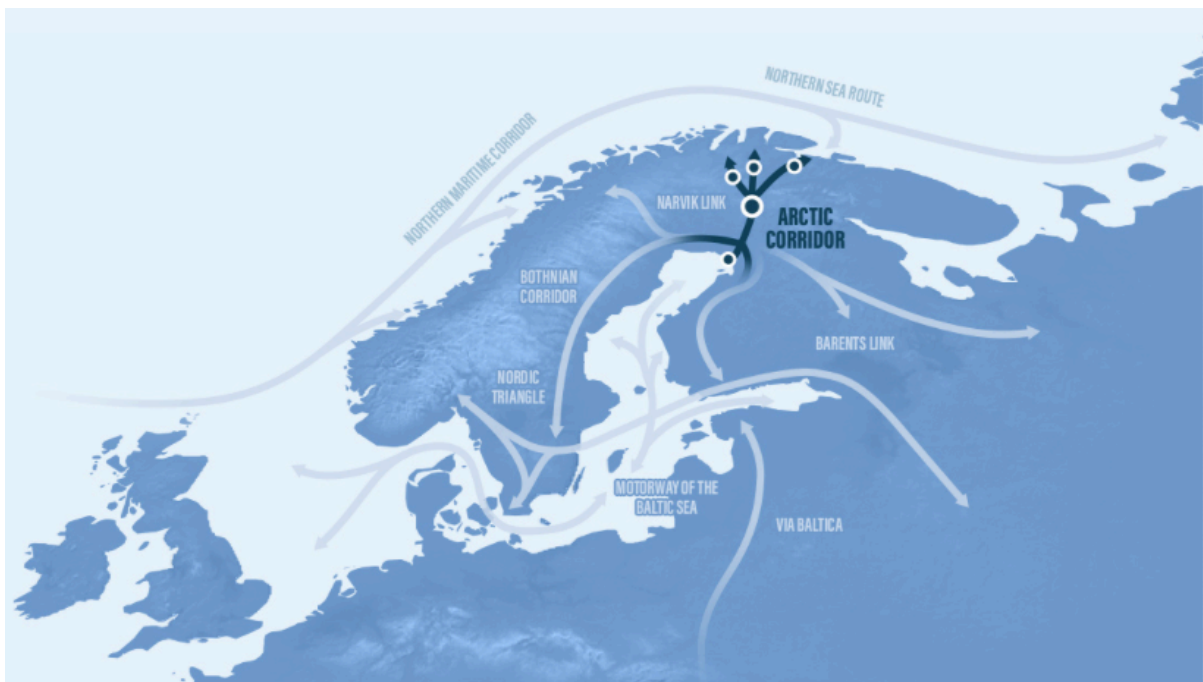 NORTHERN SEA ROUTE
NORTHERN MARITIME CORRIDOR
NARVIK LINK
ARCTIC
CORRIDOR
BOTHNIAN
CORRIDOR
BARENTS LINK
NORDIC
TRIANGLE
MOTORWAY OF THE
BALTIC SEA
VIA BALTICA